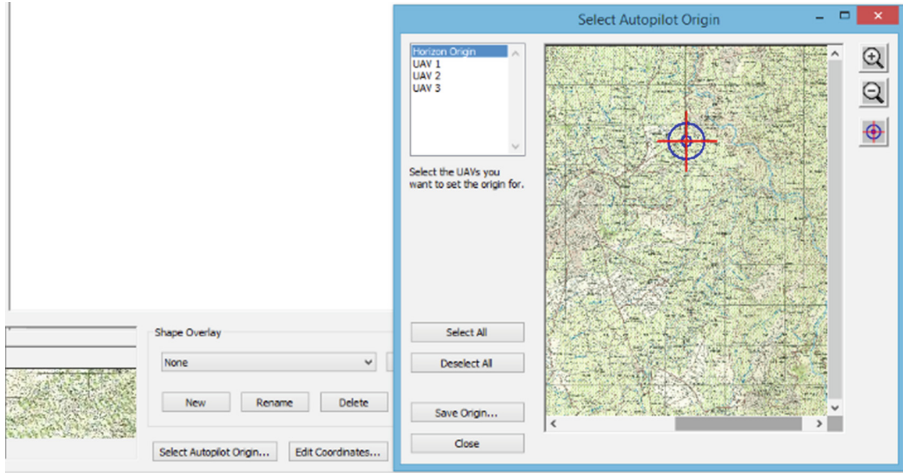 Select Autopilot Origin
Horizon Origin
UAV 1
UAV 2
UAV 3
Select the UAVs you
want to set the origin for.
Select All
Deselect All
Save Origin...
Close
Shape Overlay
None
New
Rename
Delete
Select Autopilot Origin...
Edit Coordinates...